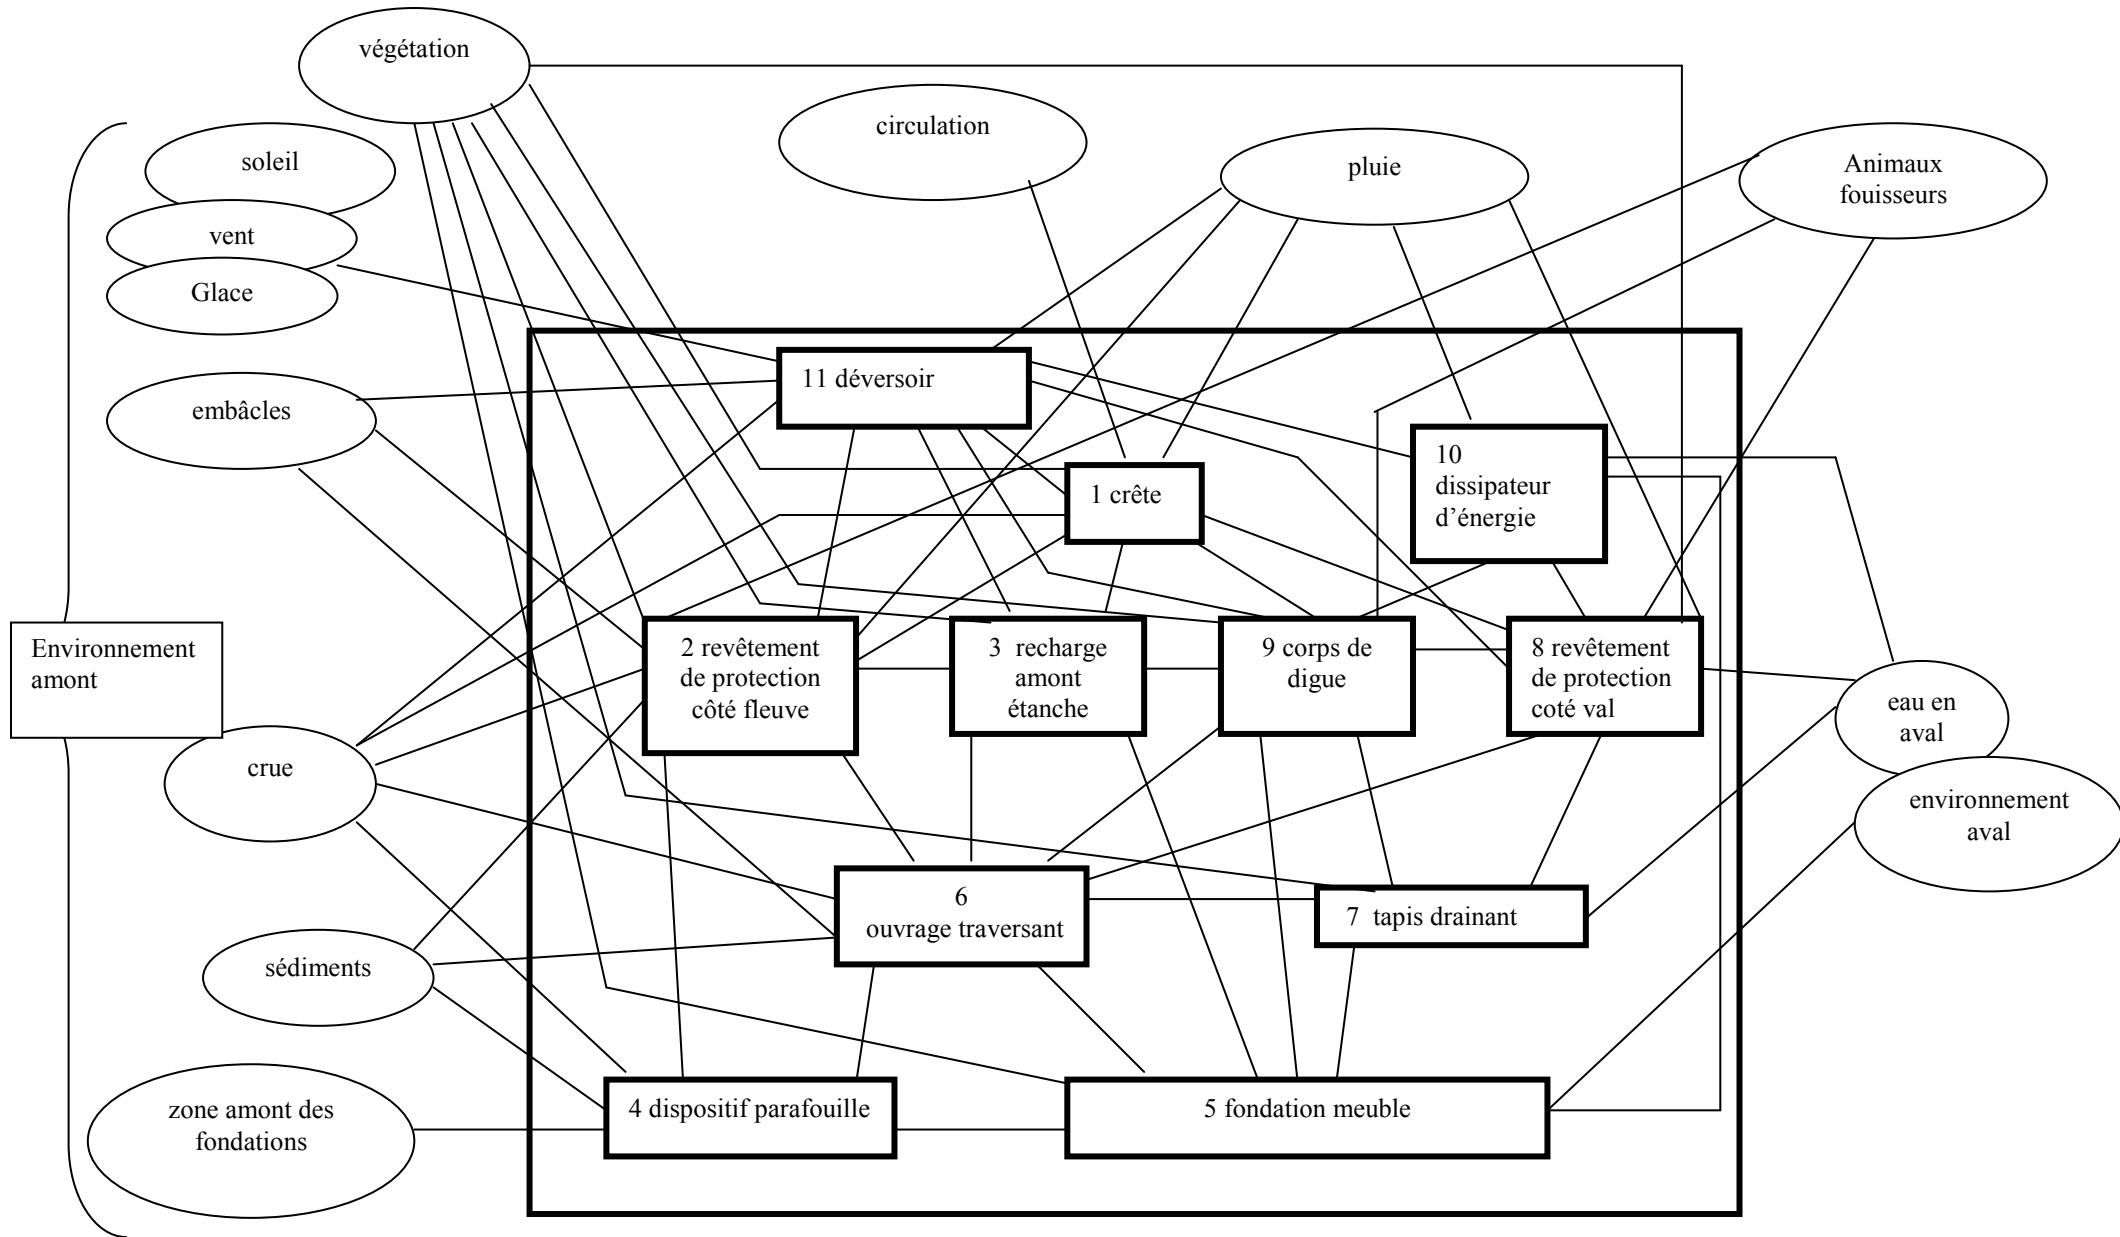 végétation
circulation
soleil
pluie
Animaux
fouisseurs
vent
Glace
embâcles
11 déversoir
10
dissipateur
d’énergie
1 crête
Environnement
amont
2 revêtement
de protection
côté fleuve
3 recharge
amont
étanche
9 corps de
digue
8 revêtement
de protection
coté val
eau en
aval
crue
environnement
aval
6
ouvrage traversant
7 tapis drainant
sédiments
zone amont des
fondations
4 dispositif parafouille
5 fondation meuble